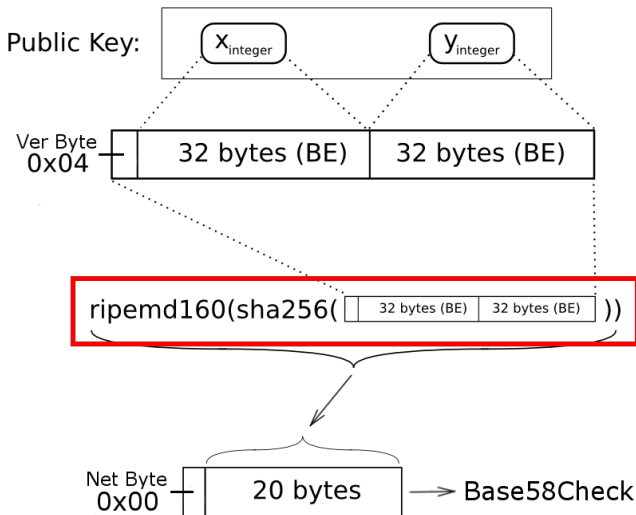 Public Key:
x integer
y integer
Ver Byte
0x04
32 bytes (BE)
32 bytes (BE)
ripemd160(sha256( 32 bytes (BE) 32 bytes (BE) ))
Net Byte
0x00
20 bytes
Base58Check